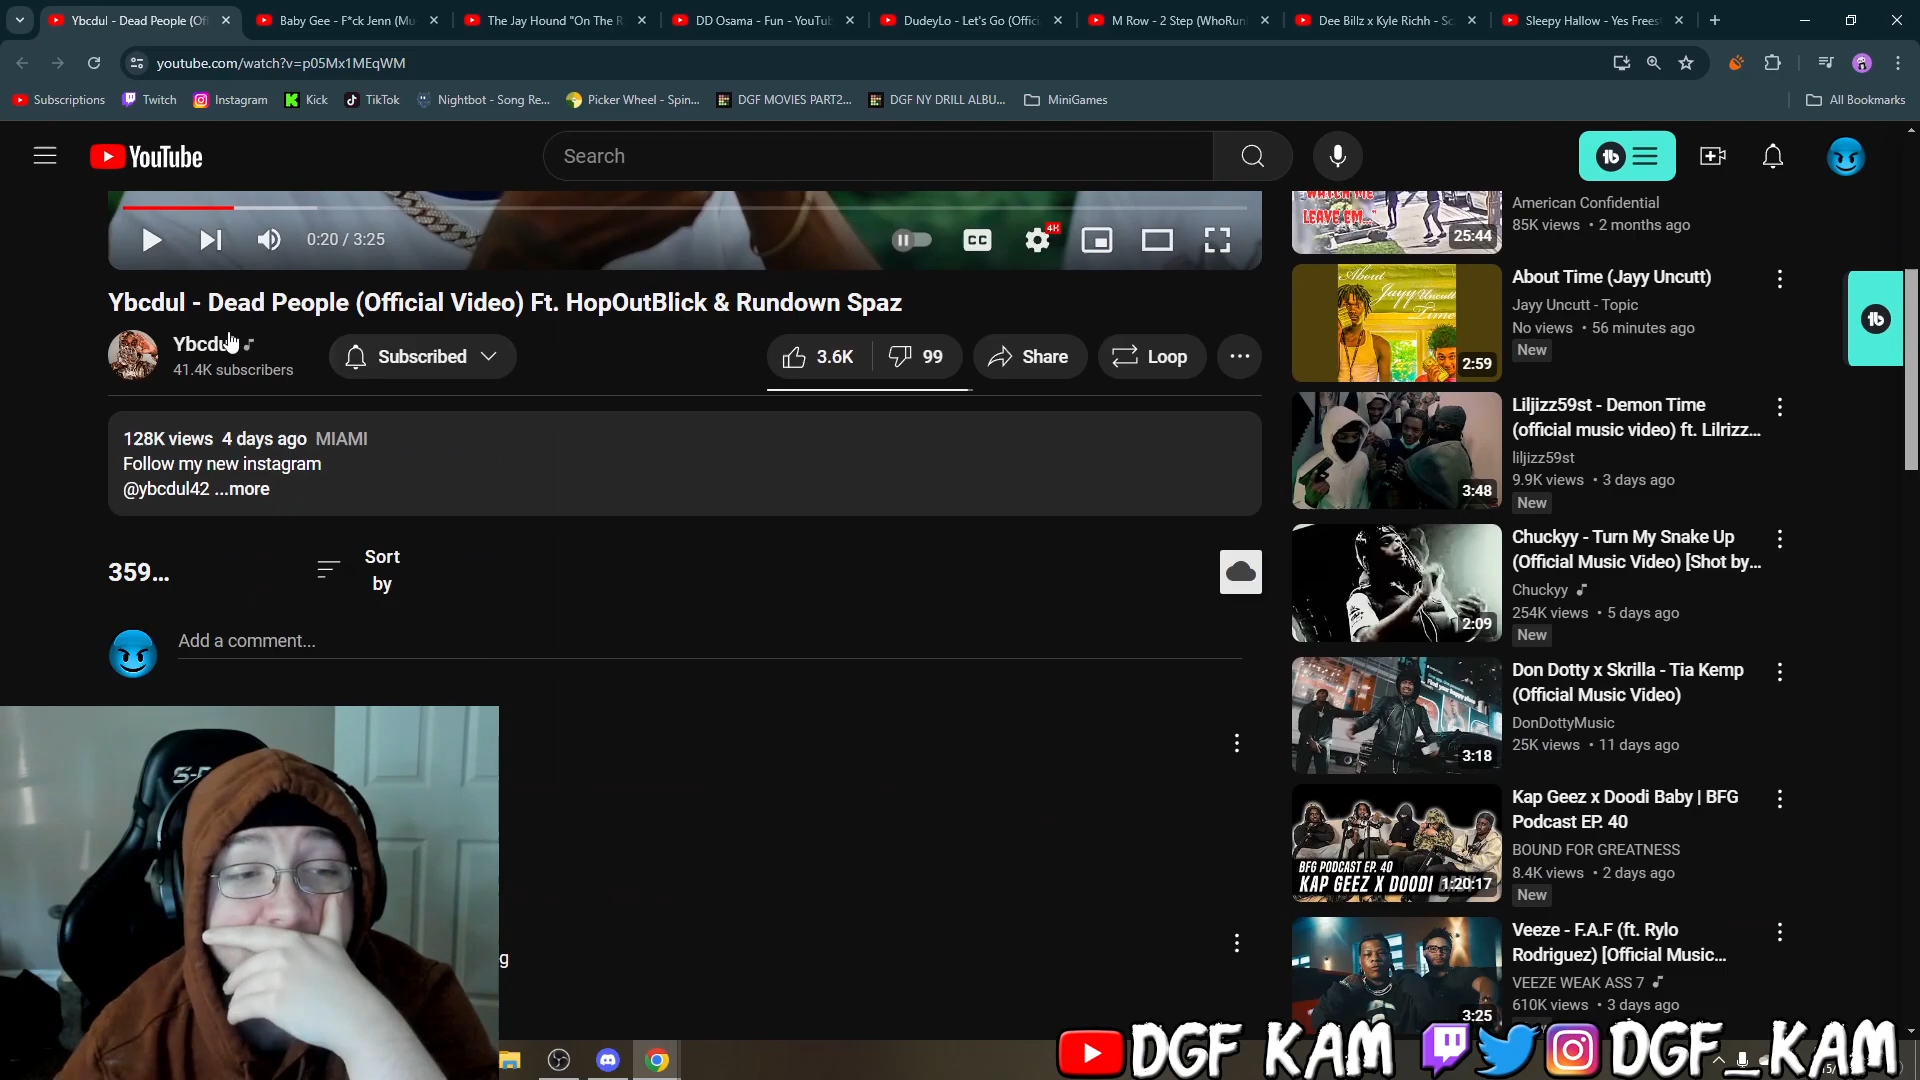 Ybcdul - Dead People (Of
Baby Gee - F*ck Jenn (Mu
The Jay Hound "On The R
DD Osama - Fun - YouTub
DudeyLo - Let's Go (Offici
M Row - 2 Step (WhoRun
Dee Billz x Kyle Richh - Sc
Sleepy Hallow - Yes Frees
youtube.com/watch?v=p05Mx1MEqWM
Subscriptions
Twitch
Instagram
Kick
TikTok
Nightbot - Song Re...
Picker Wheel - Spin...
DGF MOVIES PART2...
DGF NY DRILL ALBU...
MiniGames
All Bookmarks
YouTube
Search
0:20 / 3:25
CC
4K
Ybcdul - Dead People (Official Video) Ft. HopOutBlick & Rundown Spaz
Ybcdul
41.4K subscribers
Subscribed
3.6K
99
Share
Loop
128K views 4 days ago MIAMI
Follow my new instagram
@ybcdul42 ...more
359...
Sort
by
Add a comment...
g
"WATCH ME
LEAVE EM..."
25:44
American Confidential
85K views • 2 months ago
About
Jayy Uncutt
Time
2:59
About Time (Jayy Uncutt)
Jayy Uncutt - Topic
No views • 56 minutes ago
New
3:48
Liljizz59st - Demon Time
(official music video) ft. Lilrizz...
liljizz59st
9.9K views • 3 days ago
New
2:09
Chuckyy - Turn My Snake Up
(Official Music Video) [Shot by...
Chuckyy
254K views • 5 days ago
New
3:18
Don Dotty x Skrilla - Tia Kemp
(Official Music Video)
DonDottyMusic
25K views • 11 days ago
BFG PODCAST EP. 40
KAP GEEZ X DOODI BABY
1:20:17
Kap Geez x Doodi Baby | BFG
Podcast EP. 40
BOUND FOR GREATNESS
8.4K views • 2 days ago
New
3:25
Veeze - F.A.F (ft. Rylo
Rodriguez) [Official Music...
VEEZE WEAK ASS 7
610K views • 3 days ago
DGF KAM
DGF_KAM